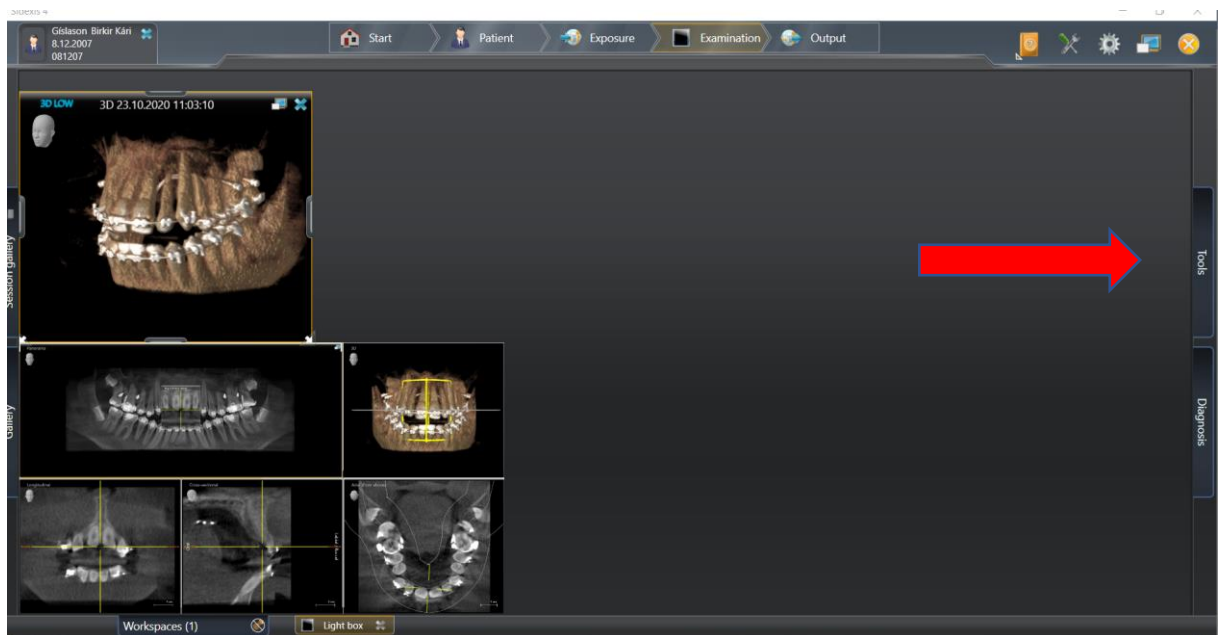 Sidexis 4
Gíslason Birkir Kári
8.12.2007
081207
Start
Patient
Exposure
Examination
Output
3D LOW
3D 23.10.2020 11:03:10
Session gallery
Gallery
Tools
Diagnosis
Panorama
3D
Longitudinal
Cross-sectional
Workspaces (1)
Light box